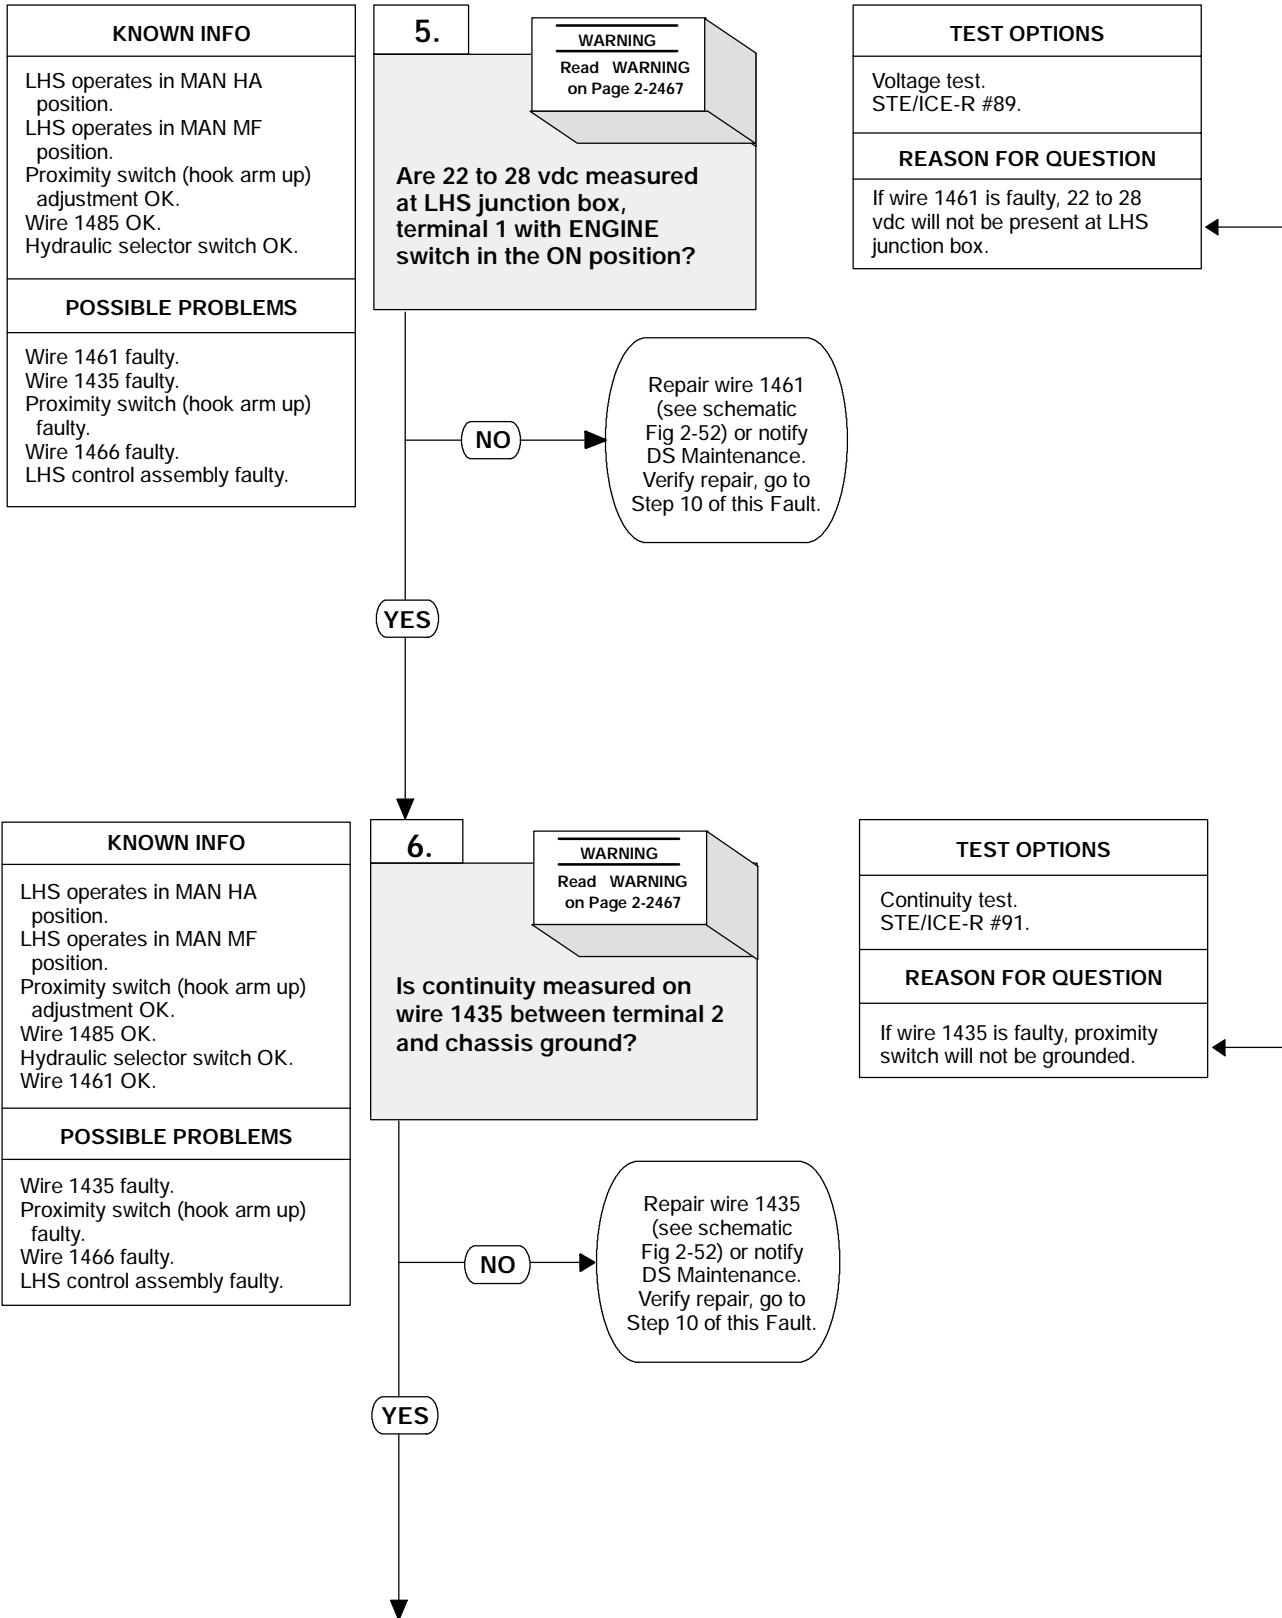 KNOWN INFO
LHS operates in MAN HA
position.
LHS operates in MAN MF
position.
Proximity switch (hook arm up)
adjustment OK.
Wire 1485 OK.
Hydraulic selector switch OK.
POSSIBLE PROBLEMS
Wire 1461 faulty.
Wire 1435 faulty.
Proximity switch (hook arm up)
faulty.
Wire 1466 faulty.
LHS control assembly faulty.
5.
WARNING
Read WARNING
on Page 2-2467
Are 22 to 28 vdc measured
at LHS junction box,
terminal 1 with ENGINE
switch in the ON position?
TEST OPTIONS
Voltage test.
STE/ICE-R #89.
REASON FOR QUESTION
If wire 1461 is faulty, 22 to 28
vdc will not be present at LHS
junction box.
NO
Repair wire 1461
(see schematic
Fig 2-52) or notify
DS Maintenance.
Verify repair, go to
Step 10 of this Fault.
YES
KNOWN INFO
LHS operates in MAN HA
position.
LHS operates in MAN MF
position.
Proximity switch (hook arm up)
adjustment OK.
Wire 1485 OK.
Hydraulic selector switch OK.
Wire 1461 OK.
POSSIBLE PROBLEMS
Wire 1435 faulty.
Proximity switch (hook arm up)
faulty.
Wire 1466 faulty.
LHS control assembly faulty.
6.
WARNING
Read WARNING
on Page 2-2467
Is continuity measured on
wire 1435 between terminal 2
and chassis ground?
TEST OPTIONS
Continuity test.
STE/ICE-R #91.
REASON FOR QUESTION
If wire 1435 is faulty, proximity
switch will not be grounded.
NO
Repair wire 1435
(see schematic
Fig 2-52) or notify
DS Maintenance.
Verify repair, go to
Step 10 of this Fault.
YES